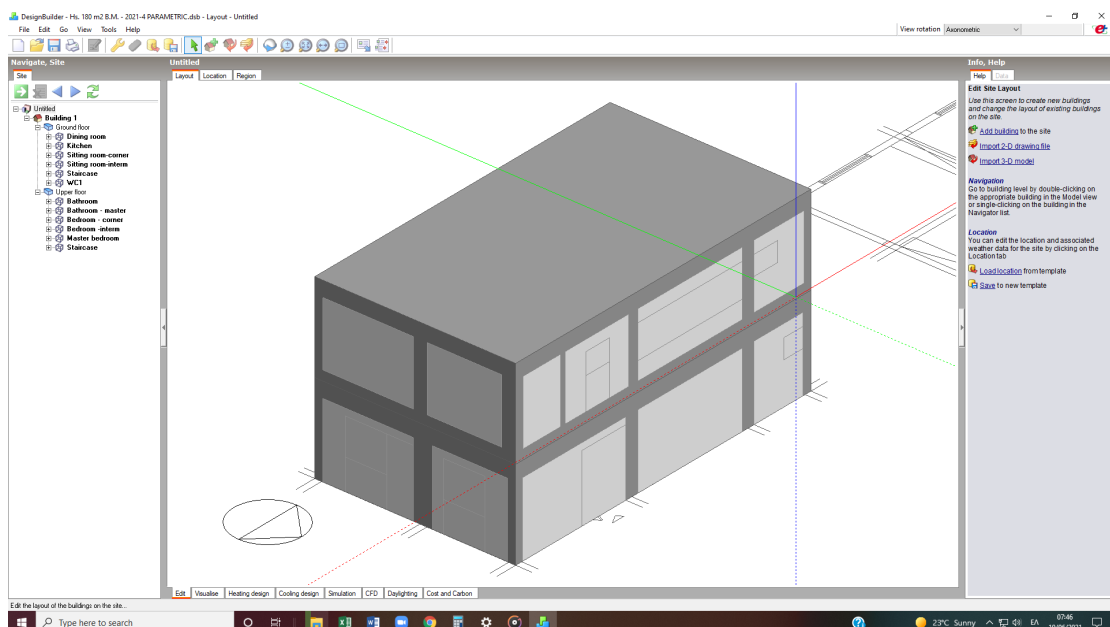 DesignBuilder - Hs. 180 m2 B.M. - 2021-4 PARAMETRIC.dsb - Layout - Untitled
File Edit Go View Tools Help
View rotation Axonometric
Navigate, Site
Site
Untitled
Building 1
Ground floor
Dining room
Kitchen
Sitting room-corner
Sitting room-interm
Staircase
WC1
Upper floor
Bathroom
Bathroom - master
Bedroom - corner
Bedroom -interm
Master bedroom
Staircase
Untitled
Layout Location Region
Edit Visualise Heating design Cooling design Simulation CFD Daylighting Cost and Carbon
Info, Help
Help Data
Edit Site Layout
Use this screen to create new buildings
and change the layout of existing buildings
on the site.
Add building to the site
Import 2-D drawing file
Import 3-D model
Navigation
Go to building level by double-clicking on
the appropriate building in the Model view
or single-clicking on the building in the
Navigator list.
Location
You can edit the location and associated
weather data for the site by clicking on the
Location tab
Load location from template
Save to new template
Edit the layout of the buildings on the site...
Type here to search
23°C Sunny
ΕΛ
07:46